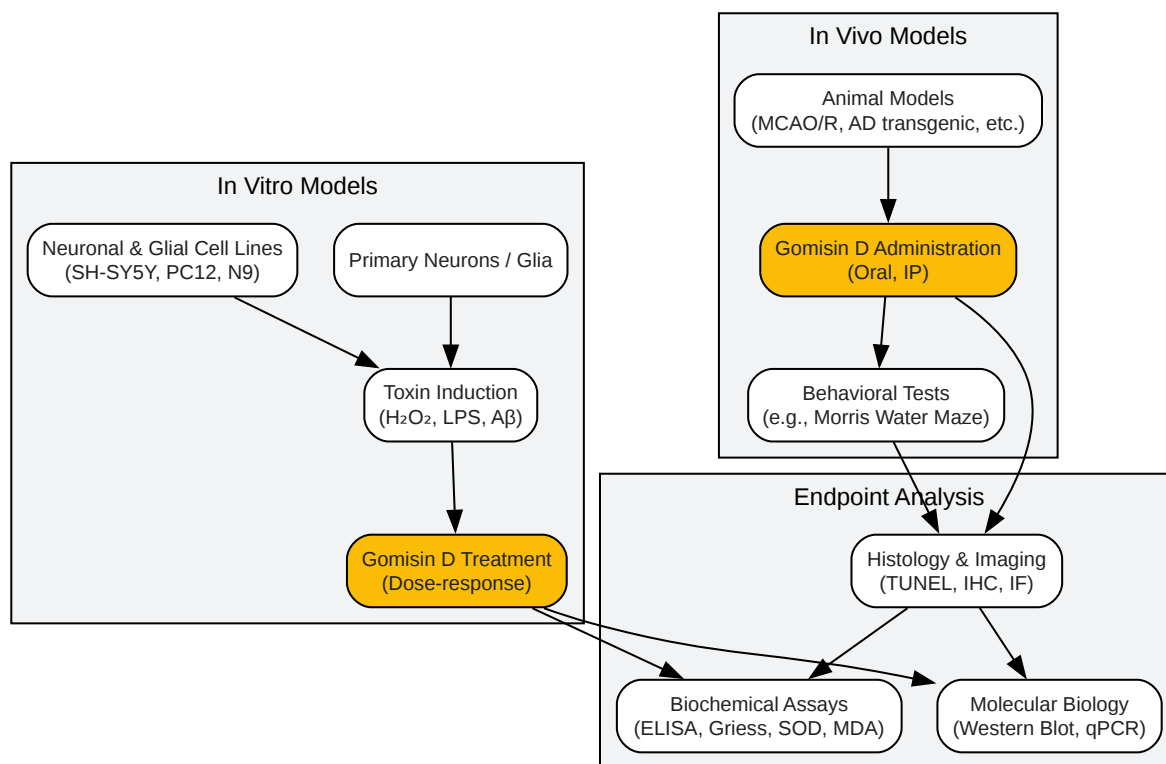 In Vivo Models
Animal Models
(MCAO/R, AD transgenic, etc.)
Gomisin D Administration
(Oral, IP)
Behavioral Tests
(e.g., Morris Water Maze)
In Vitro Models
Neuronal & Glial Cell Lines
(SH-SY5Y, PC12, N9)
Primary Neurons / Glia
Toxin Induction
(H₂O₂, LPS, Aβ)
Gomisin D Treatment
(Dose-response)
Endpoint Analysis
Histology & Imaging
(TUNEL, IHC, IF)
Biochemical Assays
(ELISA, Griess, SOD, MDA)
Molecular Biology
(Western Blot, qPCR)